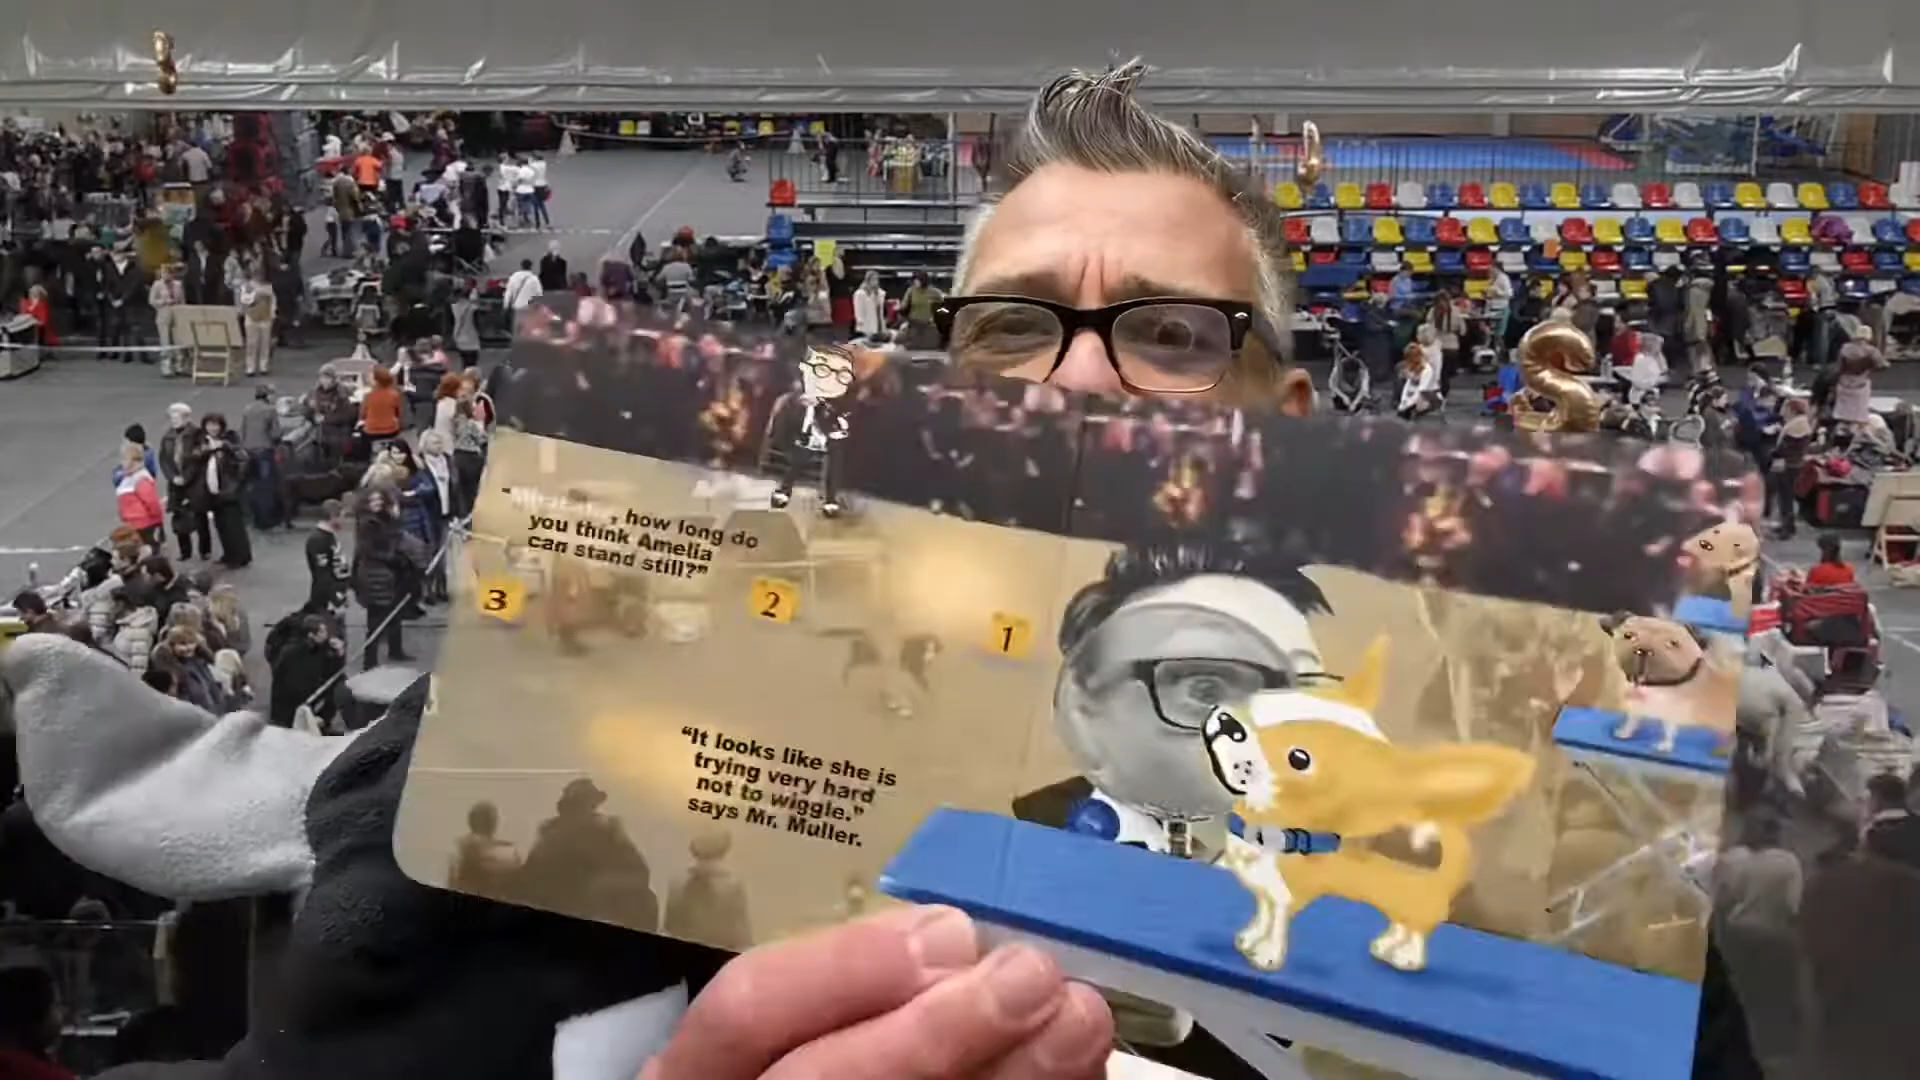 , how long do
you think Amelia
can stand still?”
3
2
1
“It looks like she is
trying very hard
not to wiggle.”
says Mr. Muller.
S